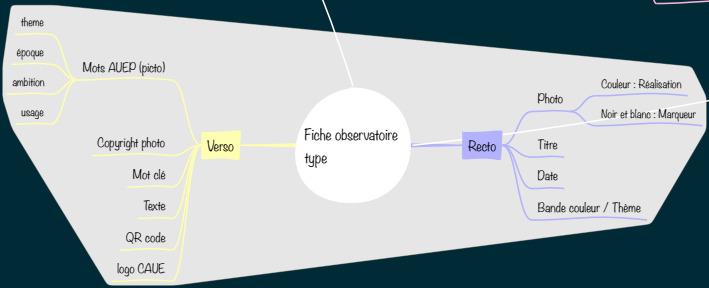 theme
époque
ambition
usage
Mots AUEP (picto)
Copyright photo
Mot clé
Texte
QR code
logo CAUE
Verso
Fiche observatoire
type
Recto
Photo
Couleur : Réalisation
Noir et blanc : Marqueur
Titre
Date
Bande couleur / Thème